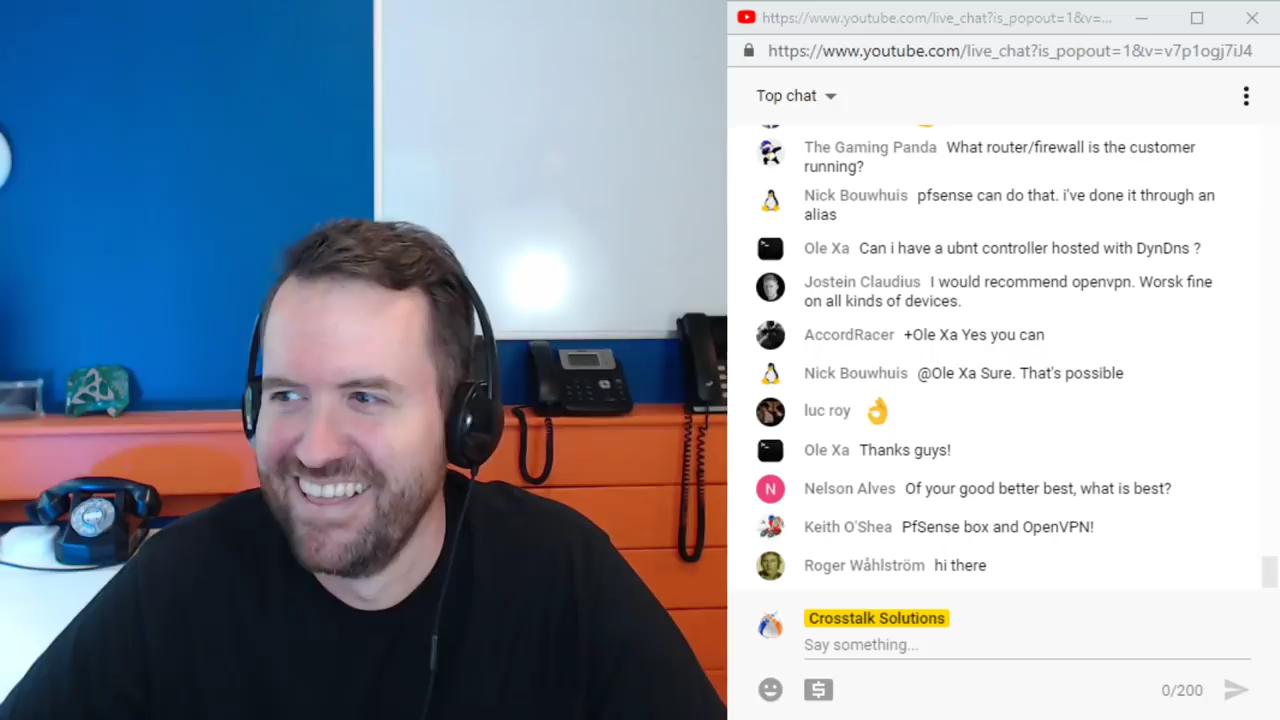 https://www.youtube.com/live_chat?is_popout=1&v=...
https://www.youtube.com/live_chat?is_popout=1&v=v7p1ogj7iJ4
Top chat
The Gaming Panda What router/firewall is the customer
running?
Nick Bouwhuis pfsense can do that. i've done it through an
alias
Ole Xa Can i have a ubnt controller hosted with DynDns ?
Jostein Claudius I would recommend openvpn. Worsk fine
on all kinds of devices.
AccordRacer +Ole Xa Yes you can
Nick Bouwhuis @Ole Xa Sure. That's possible
luc roy 👌
Ole Xa Thanks guys!
N Nelson Alves Of your good better best, what is best?
Keith O'Shea PfSense box and OpenVPN!
Roger Wåhlström hi there
Crosstalk Solutions
Say something...
0/200